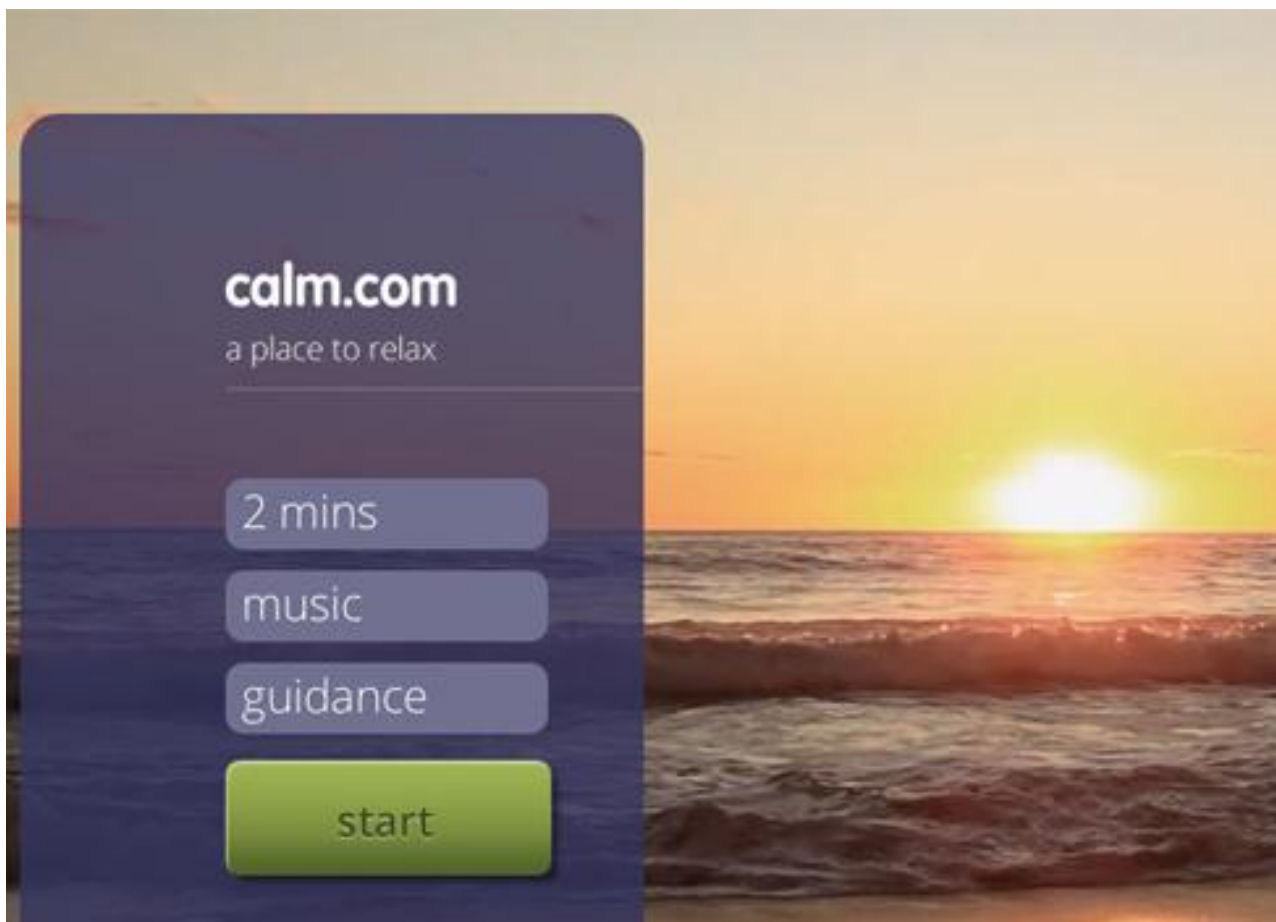 calm.com
a place to relax
2 mins
music
guidance
start